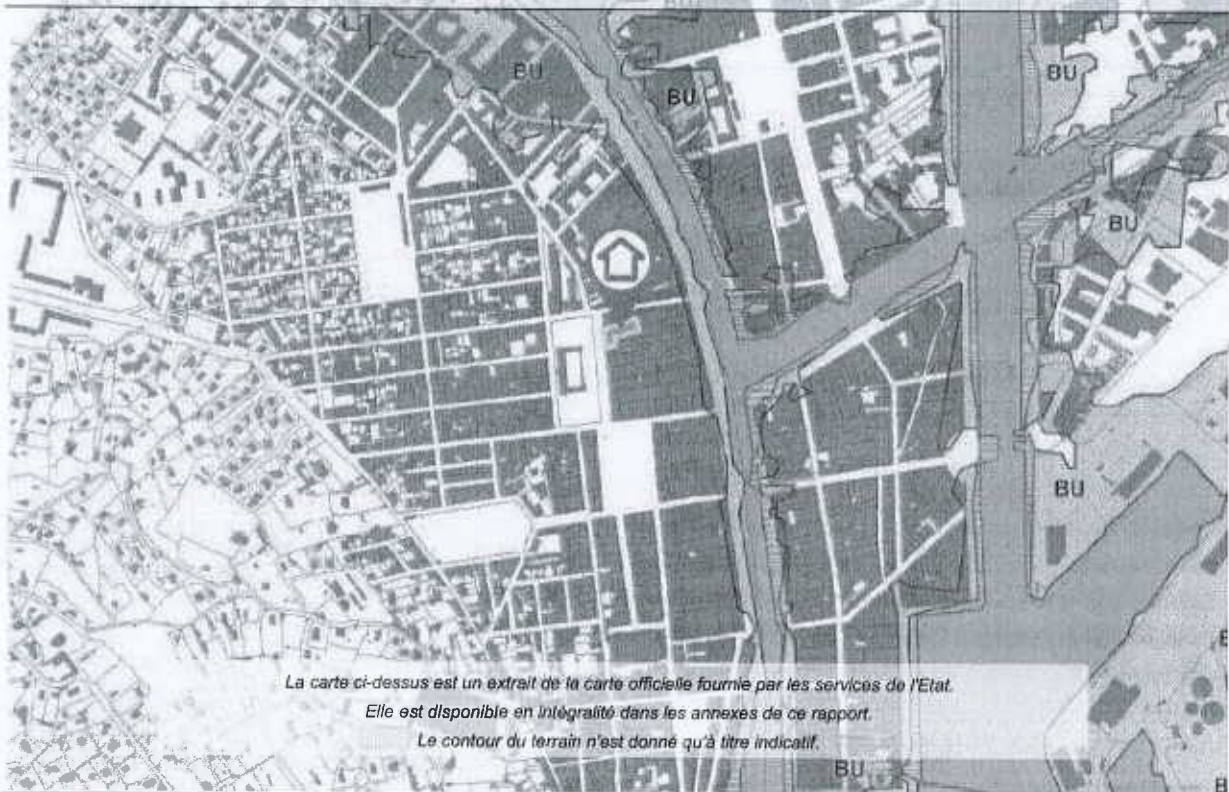 BU
BU
BU
BU
BU
La carte ci-dessus est un extrait de la carte officielle fournie par les services de l'Etat.
Elle est disponible en intégralité dans les annexes de ce rapport.
Le contour du terrain n'est donné qu'à titre indicatif.
BU